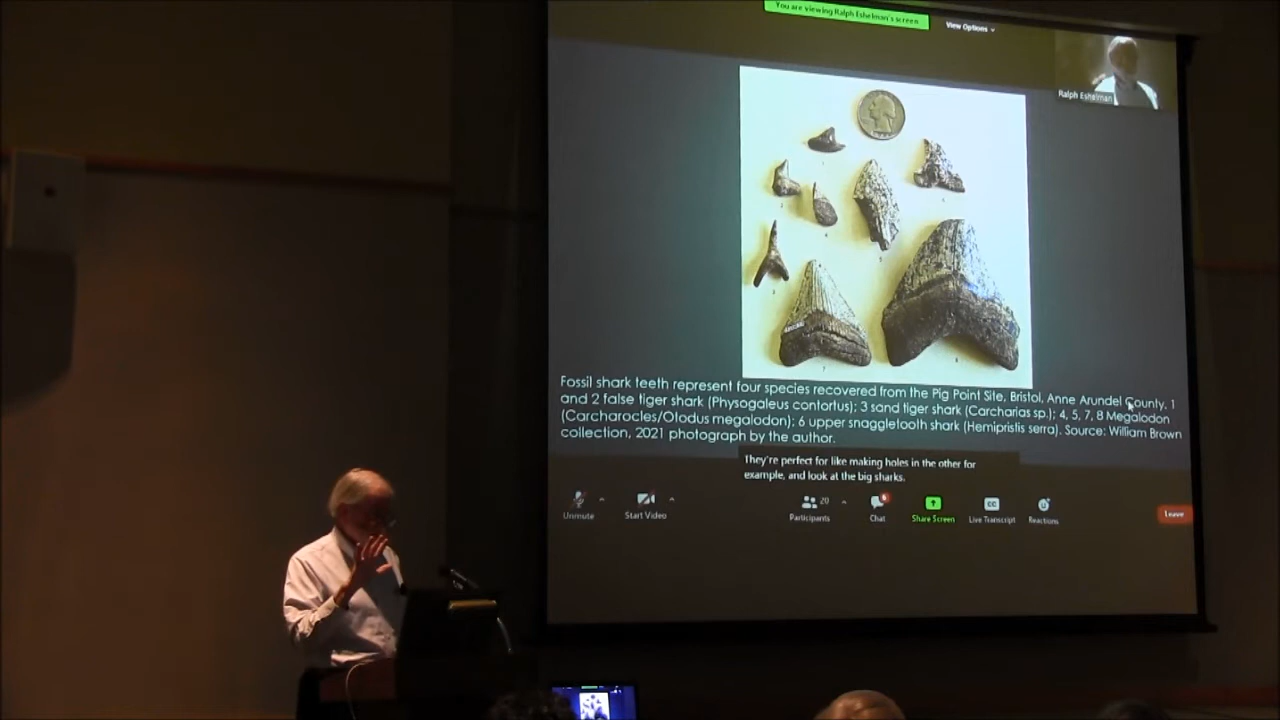 You are viewing Ralph Eshelman's screen
View Options
Ralph Eshelman
Fossil shark teeth represent four species recovered from the Pig Point Site, Bristol, Anne Arundel County. 1
and 2 false tiger shark (Physogaleus contortus); 3 sand tiger shark (Carcharias sp.); 4, 5, 7, 8 Megalodon
(Carcharocles/Otodus megalodon); 6 upper snaggletooth shark (Hemipristis serra). Source: William Brown
collection, 2021 photograph by the author.
They're perfect for like making holes in the other for
example, and look at the big sharks.
Unmute
Start Video
Participants
20
Chat
6
Share Screen
CC
Live Transcript
Reactions
Leave